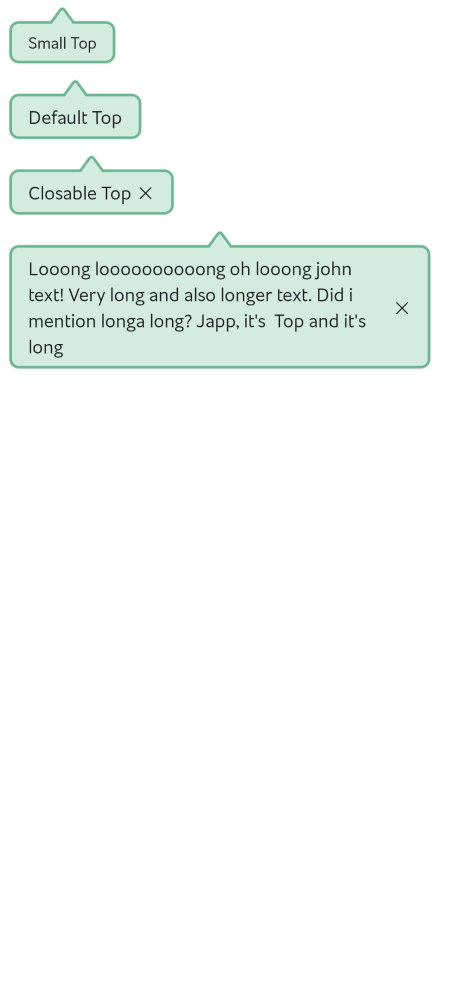 Small Top
Default Top
Closable Top
Looong loooooooooong oh looong john
text! Very long and also longer text. Did i
mention longa long? Japp, it's  Top and it's
long